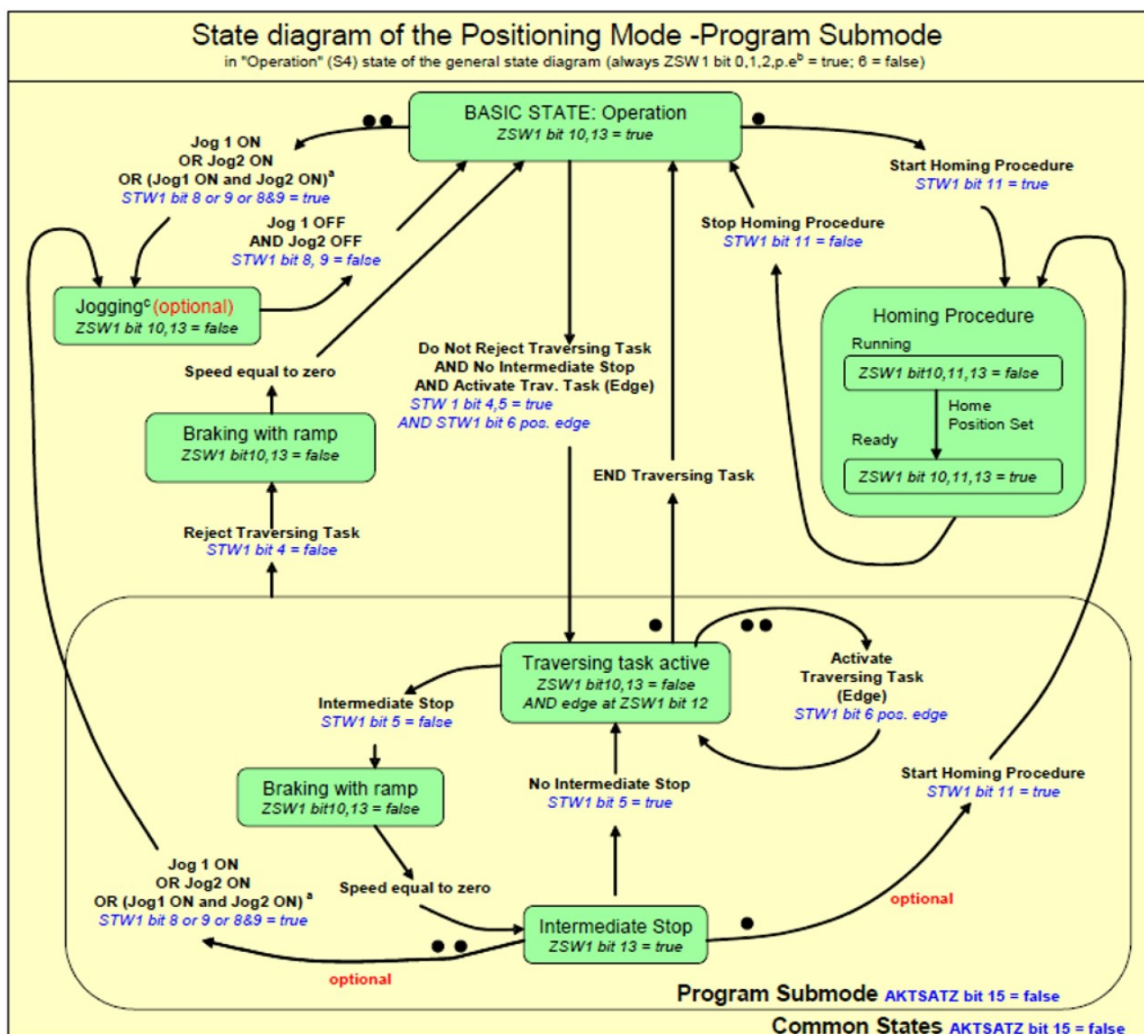 State diagram of the Positioning Mode -Program Submode
in "Operation" (S4) state of the general state diagram (always ZSW1 bit 0,1,2,p.e^b = true; 6 = false)
BASIC STATE: Operation
ZSW1 bit 10,13 = true
Jog 1 ON
OR Jog2 ON
OR (Jog1 ON and Jog2 ON)^a
STW1 bit 8 or 9 or 8&9 = true
Start Homing Procedure
STW1 bit 11 = true
Jog 1 OFF
AND Jog2 OFF
STW1 bit 8, 9 = false
Stop Homing Procedure
STW1 bit 11 = false
Jogging^c (optional)
ZSW1 bit 10,13 = false
Homing Procedure
Running
ZSW1 bit10,11,13 = false
Home
Position Set
Ready
ZSW1 bit 10,11,13 = true
Do Not Reject Traversing Task
AND No Intermediate Stop
AND Activate Trav. Task (Edge)
STW 1 bit 4,5 = true
AND STW1 bit 6 pos. edge
Speed equal to zero
Braking with ramp
ZSW1 bit10,13 = false
END Traversing Task
Reject Traversing Task
STW1 bit 4 = false
Traversing task active
ZSW1 bit10,13 = false
AND edge at ZSW1 bit 12
Activate
Traversing Task
(Edge)
STW1 bit 6 pos. edge
Intermediate Stop
STW1 bit 5 = false
Braking with ramp
ZSW1 bit10,13 = false
No Intermediate Stop
STW1 bit 5 = true
Start Homing Procedure
STW1 bit 11 = true
Jog 1 ON
OR Jog2 ON
OR (Jog1 ON and Jog2 ON)^a
STW1 bit 8 or 9 or 8&9 = true
Speed equal to zero
optional
Intermediate Stop
ZSW1 bit 13 = true
optional
Program Submode AKTSATZ bit 15 = false
Common States AKTSATZ bit 15 = false